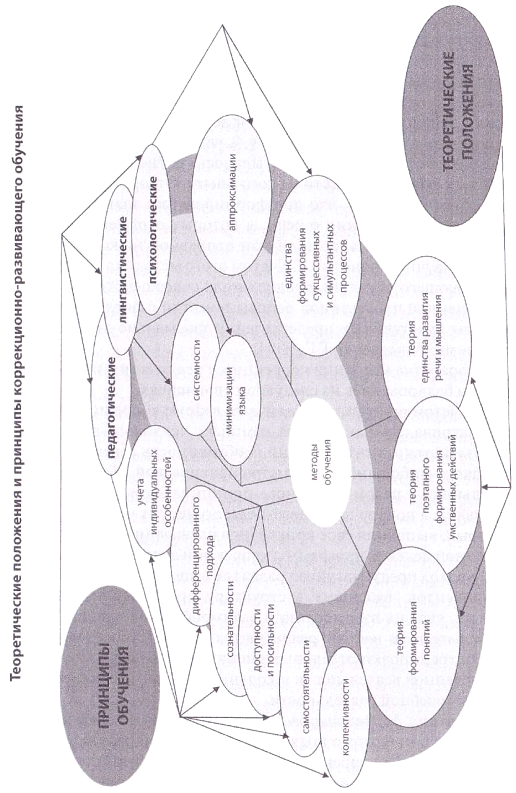 Теоретические положения и принципы коррекционно-развивающего обучения
ПРИНЦИПЫ
ОБУЧЕНИЯ
педагогические
лингвистические
психологические
учета
индивидуальных
особенностей
дифференцированного
подхода
сознательности
доступности
и посильности
самостоятельности
коллективности
системности
минимизации
языка
аппроксимации
единства
формирования
сукцессивных
и симультантных
процессов
методы
обучения
теория
формирования
понятий
теория
поэтапного
формирования
умственных действий
теория
единства развития
речи и мышления
ТЕОРЕТИЧЕСКИЕ
ПОЛОЖЕНИЯ